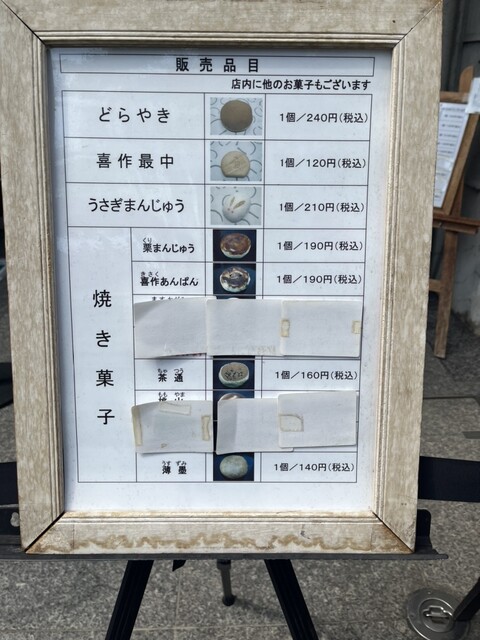 販売品目
店内に他のお菓子もございます
どらやき 1個／240円(税込)
喜作最中 1個／120円(税込)
うさぎまんじゅう 1個／210円(税込)
焼き菓子
くり
栗まんじゅう 1個／190円(税込)
きさく
喜作あんぱん 1個／190円(税込)
ちゃ つう
茶通 1個／160円(税込)
もも やま
うす ずみ
薄墨 1個／140円(税込)